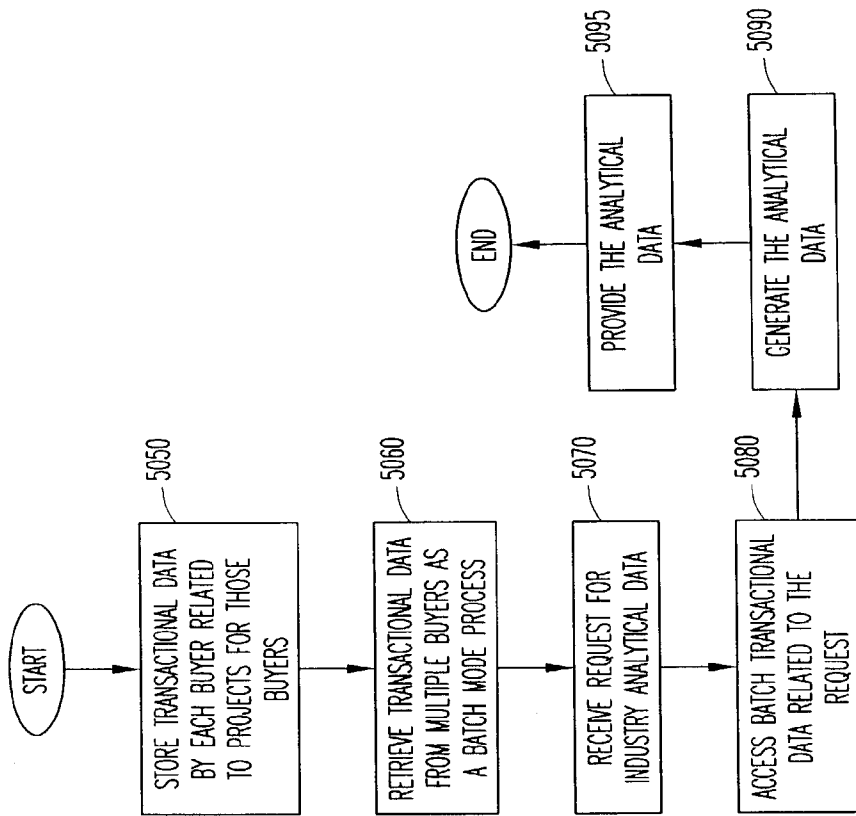 START
5050
STORE TRANSACTIONAL DATA
BY EACH BUYER RELATED
TO PROJECTS FOR THOSE
BUYERS
5060
RETRIEVE TRANSACTIONAL DATA
FROM MULTIPLE BUYERS AS
A BATCH MODE PROCESS
5070
RECEIVE REQUEST FOR
INDUSTRY ANALYTICAL DATA
5080
ACCESS BATCH TRANSACTIONAL
DATA RELATED TO THE
REQUEST
5090
GENERATE THE ANALYTICAL
DATA
5095
PROVIDE THE ANALYTICAL
DATA
END